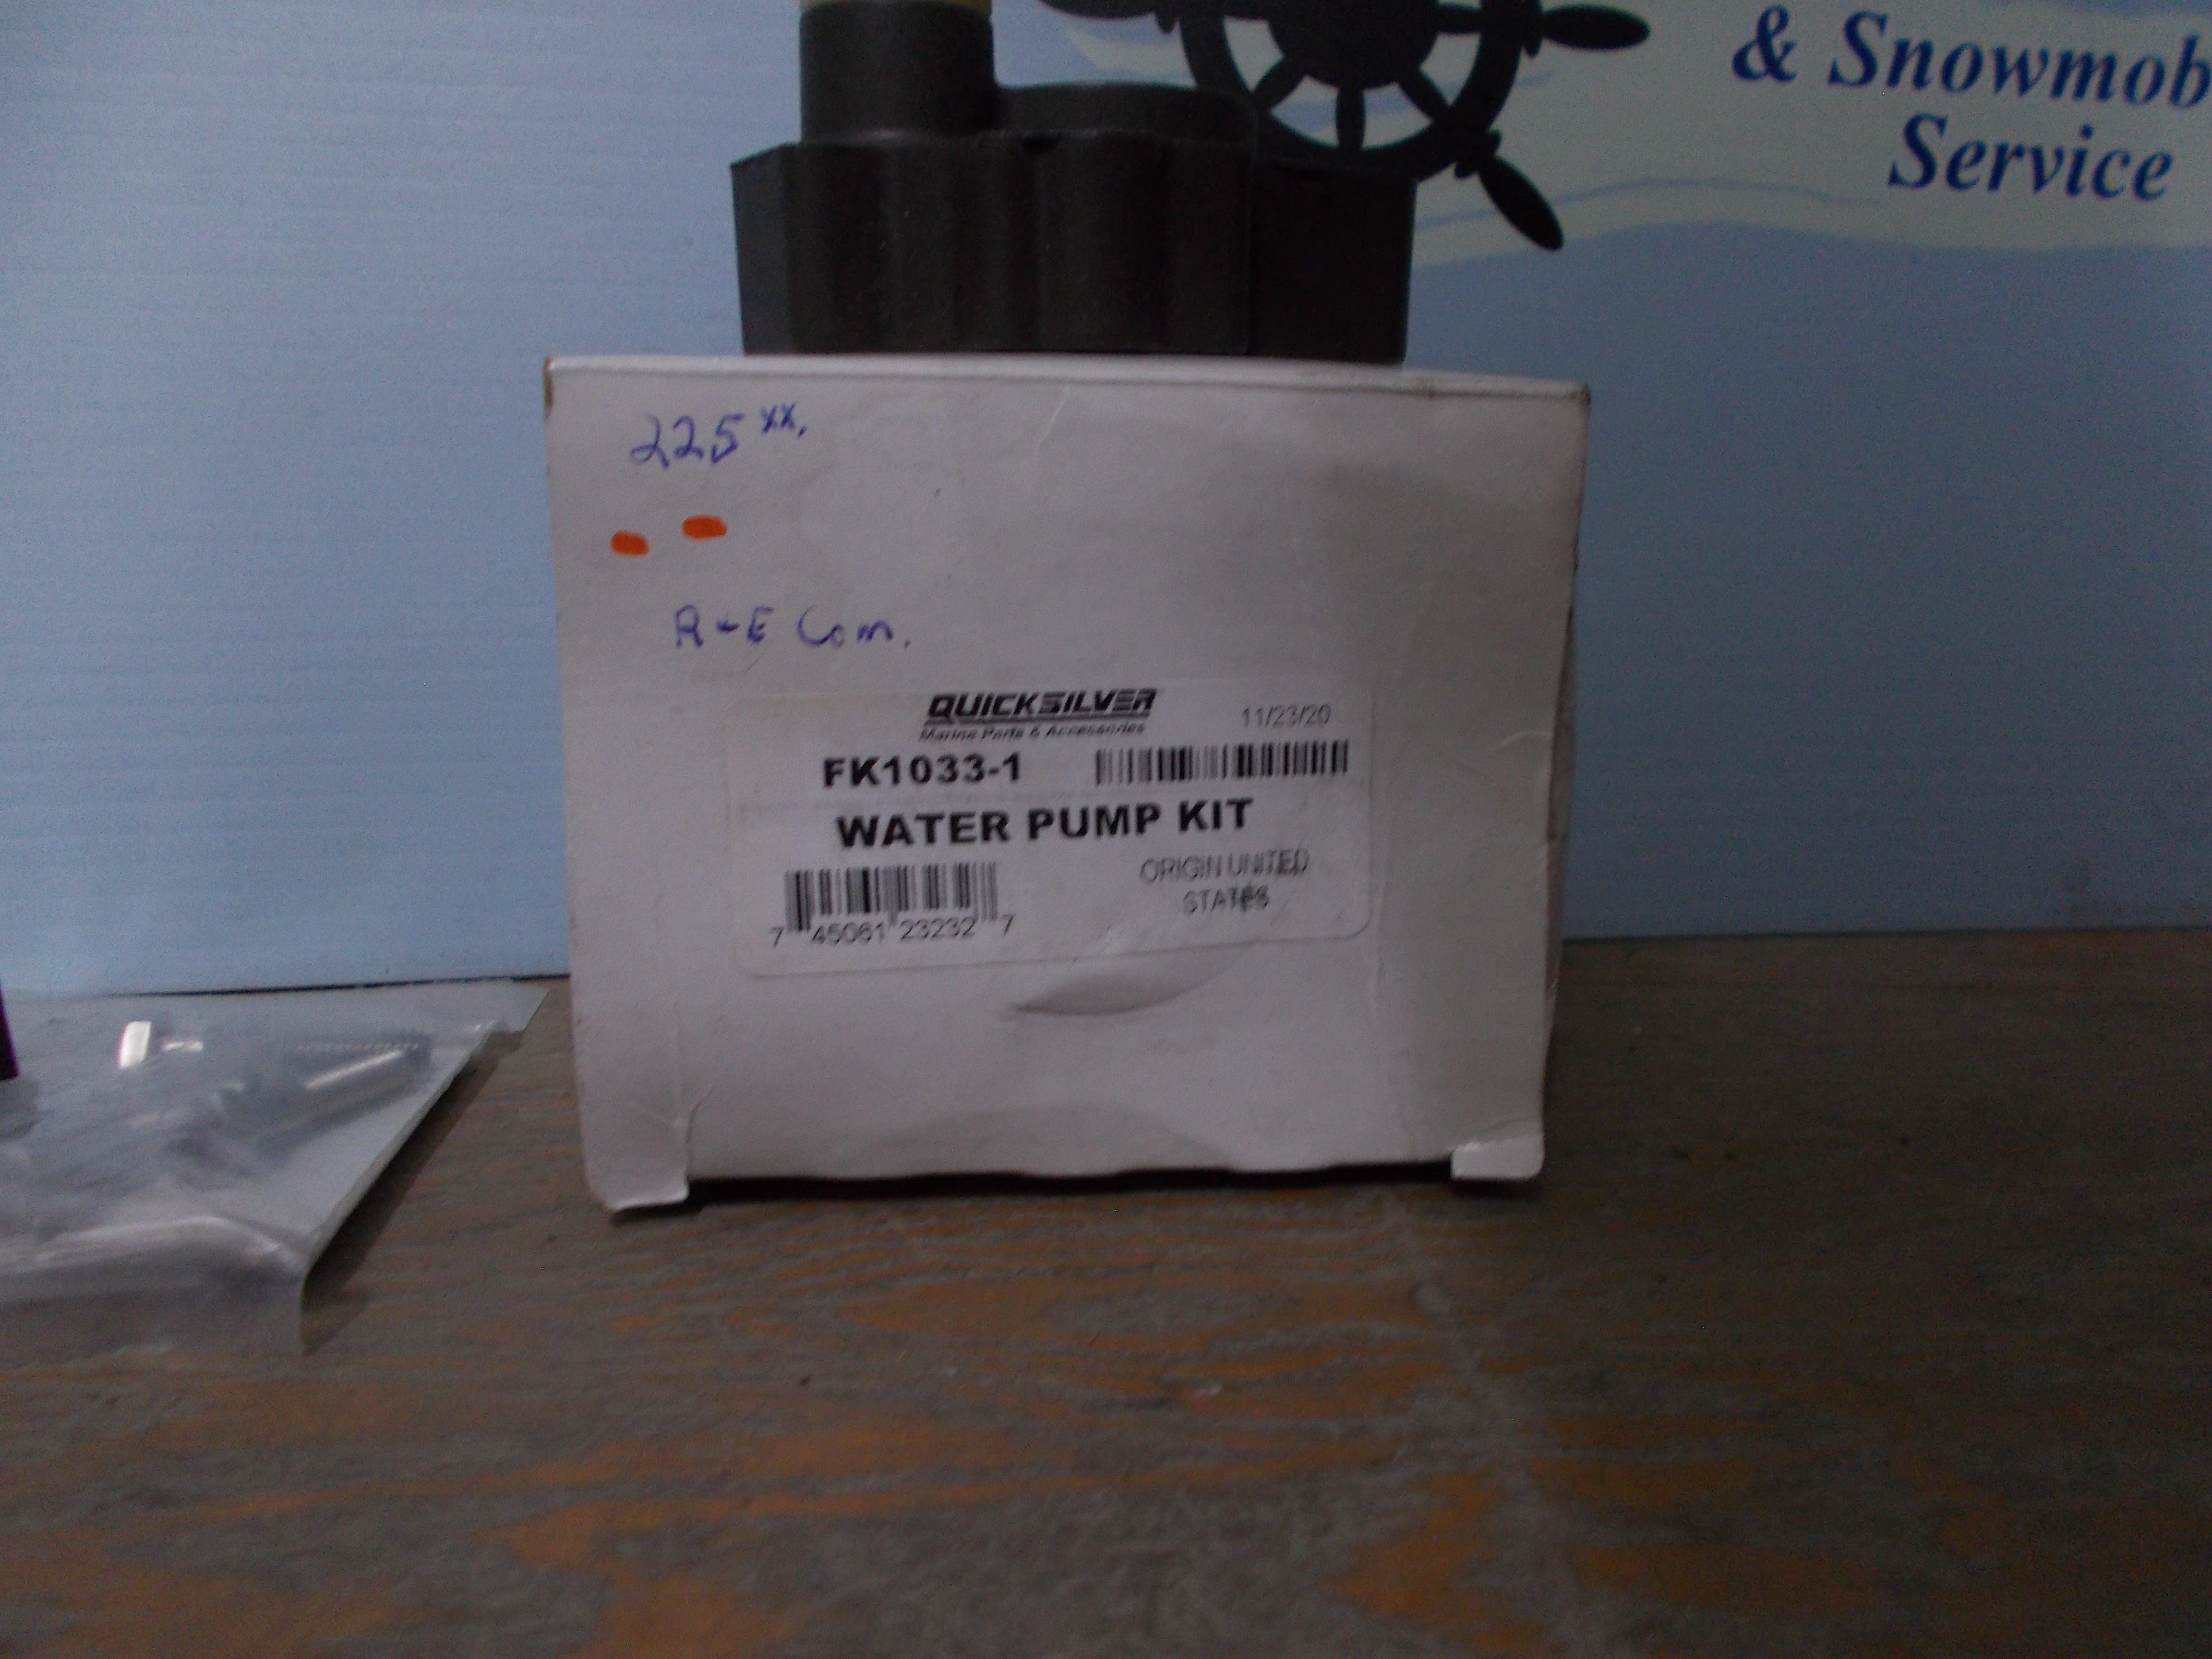 & Snowmob
Service
225 xx.
R+E Com.
QUICKSILVER
Marine Parts & Accessories
11/23/20
FK1033-1
WATER PUMP KIT
ORIGIN UNITED
STATES
7 45061 23232 7